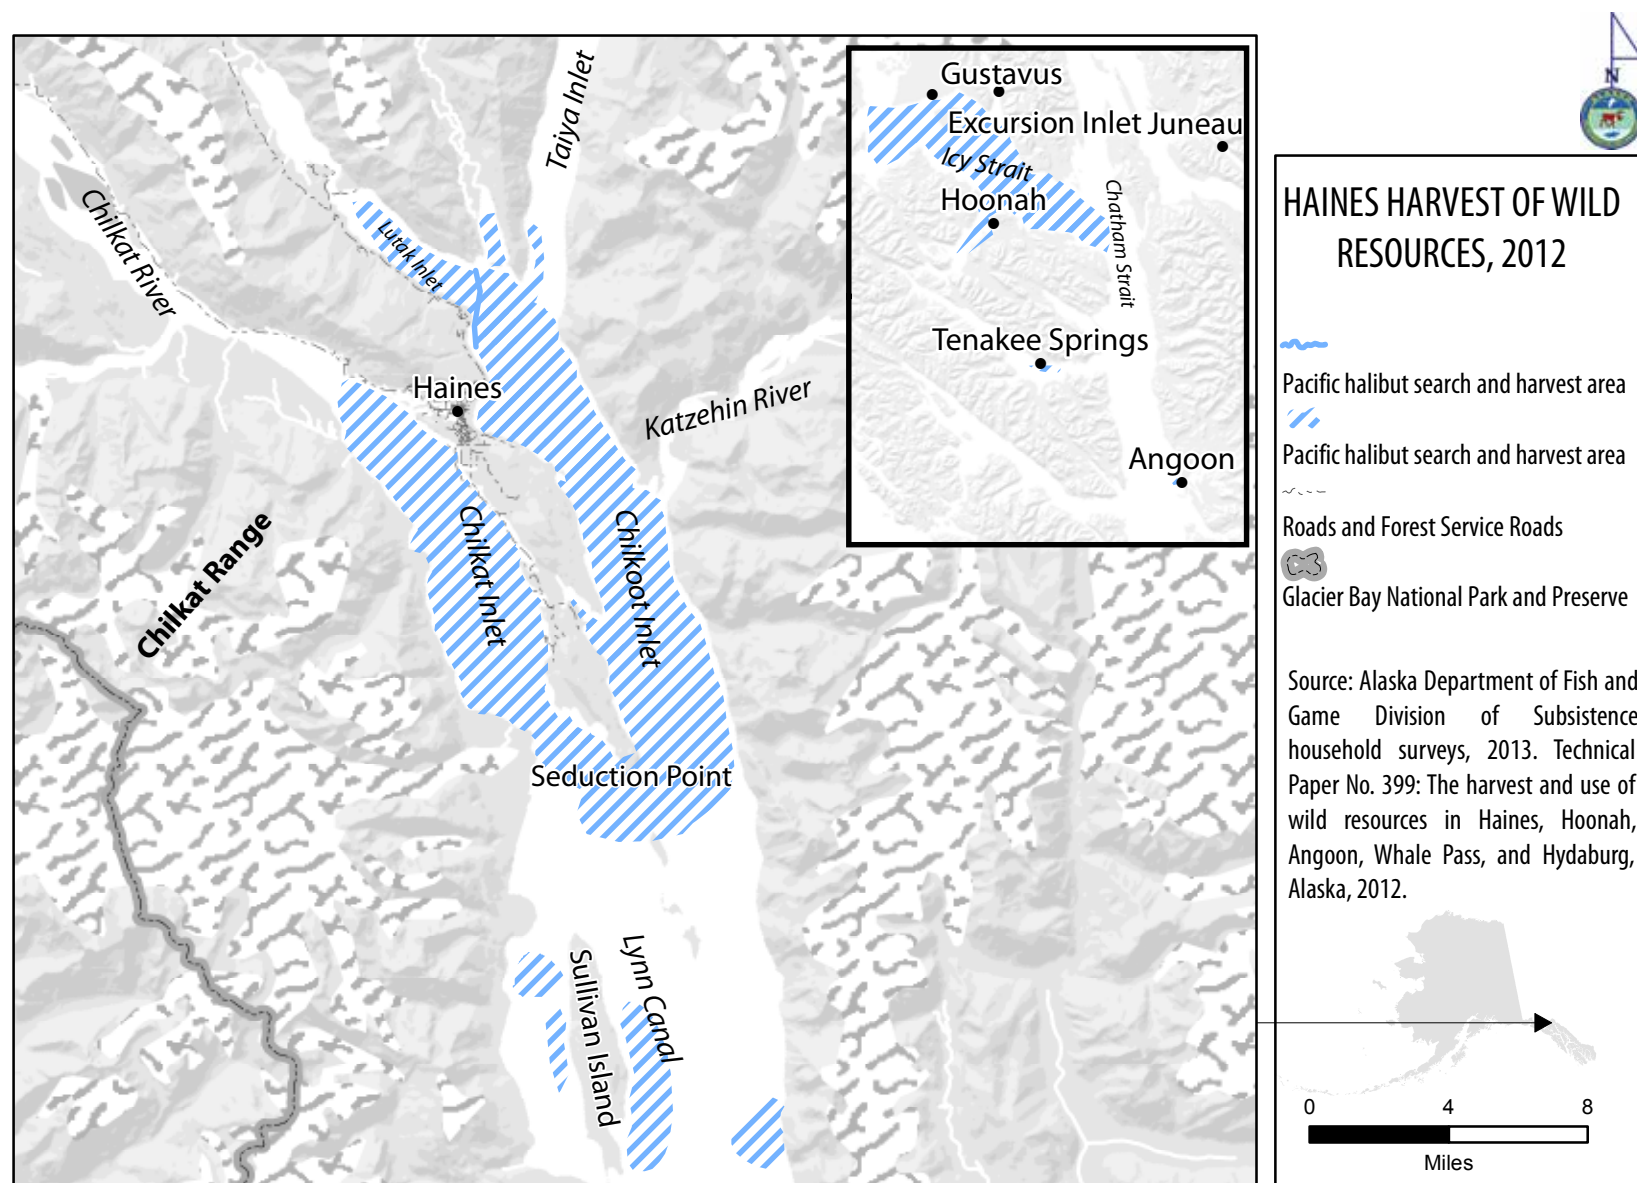 Taiya Inlet
Chilkat River
Lutak Inlet
Haines
Katzehin River
Chilkat Range
Chilkat Inlet
Chilkoot Inlet
Seduction Point
Sullivan Island
Lynn Canal
Gustavus
Excursion Inlet
Juneau
Icy Strait
Hoonah
Chatham Strait
Tenakee Springs
Angoon
N
HAINES HARVEST OF WILD
RESOURCES, 2012
Pacific halibut search and harvest area
Pacific halibut search and harvest area
Roads and Forest Service Roads
Glacier Bay National Park and Preserve
Source: Alaska Department of Fish and
Game Division of Subsistence
household surveys, 2013. Technical
Paper No. 399: The harvest and use of
wild resources in Haines, Hoonah,
Angoon, Whale Pass, and Hydaburg,
Alaska, 2012.
0 4 8
Miles